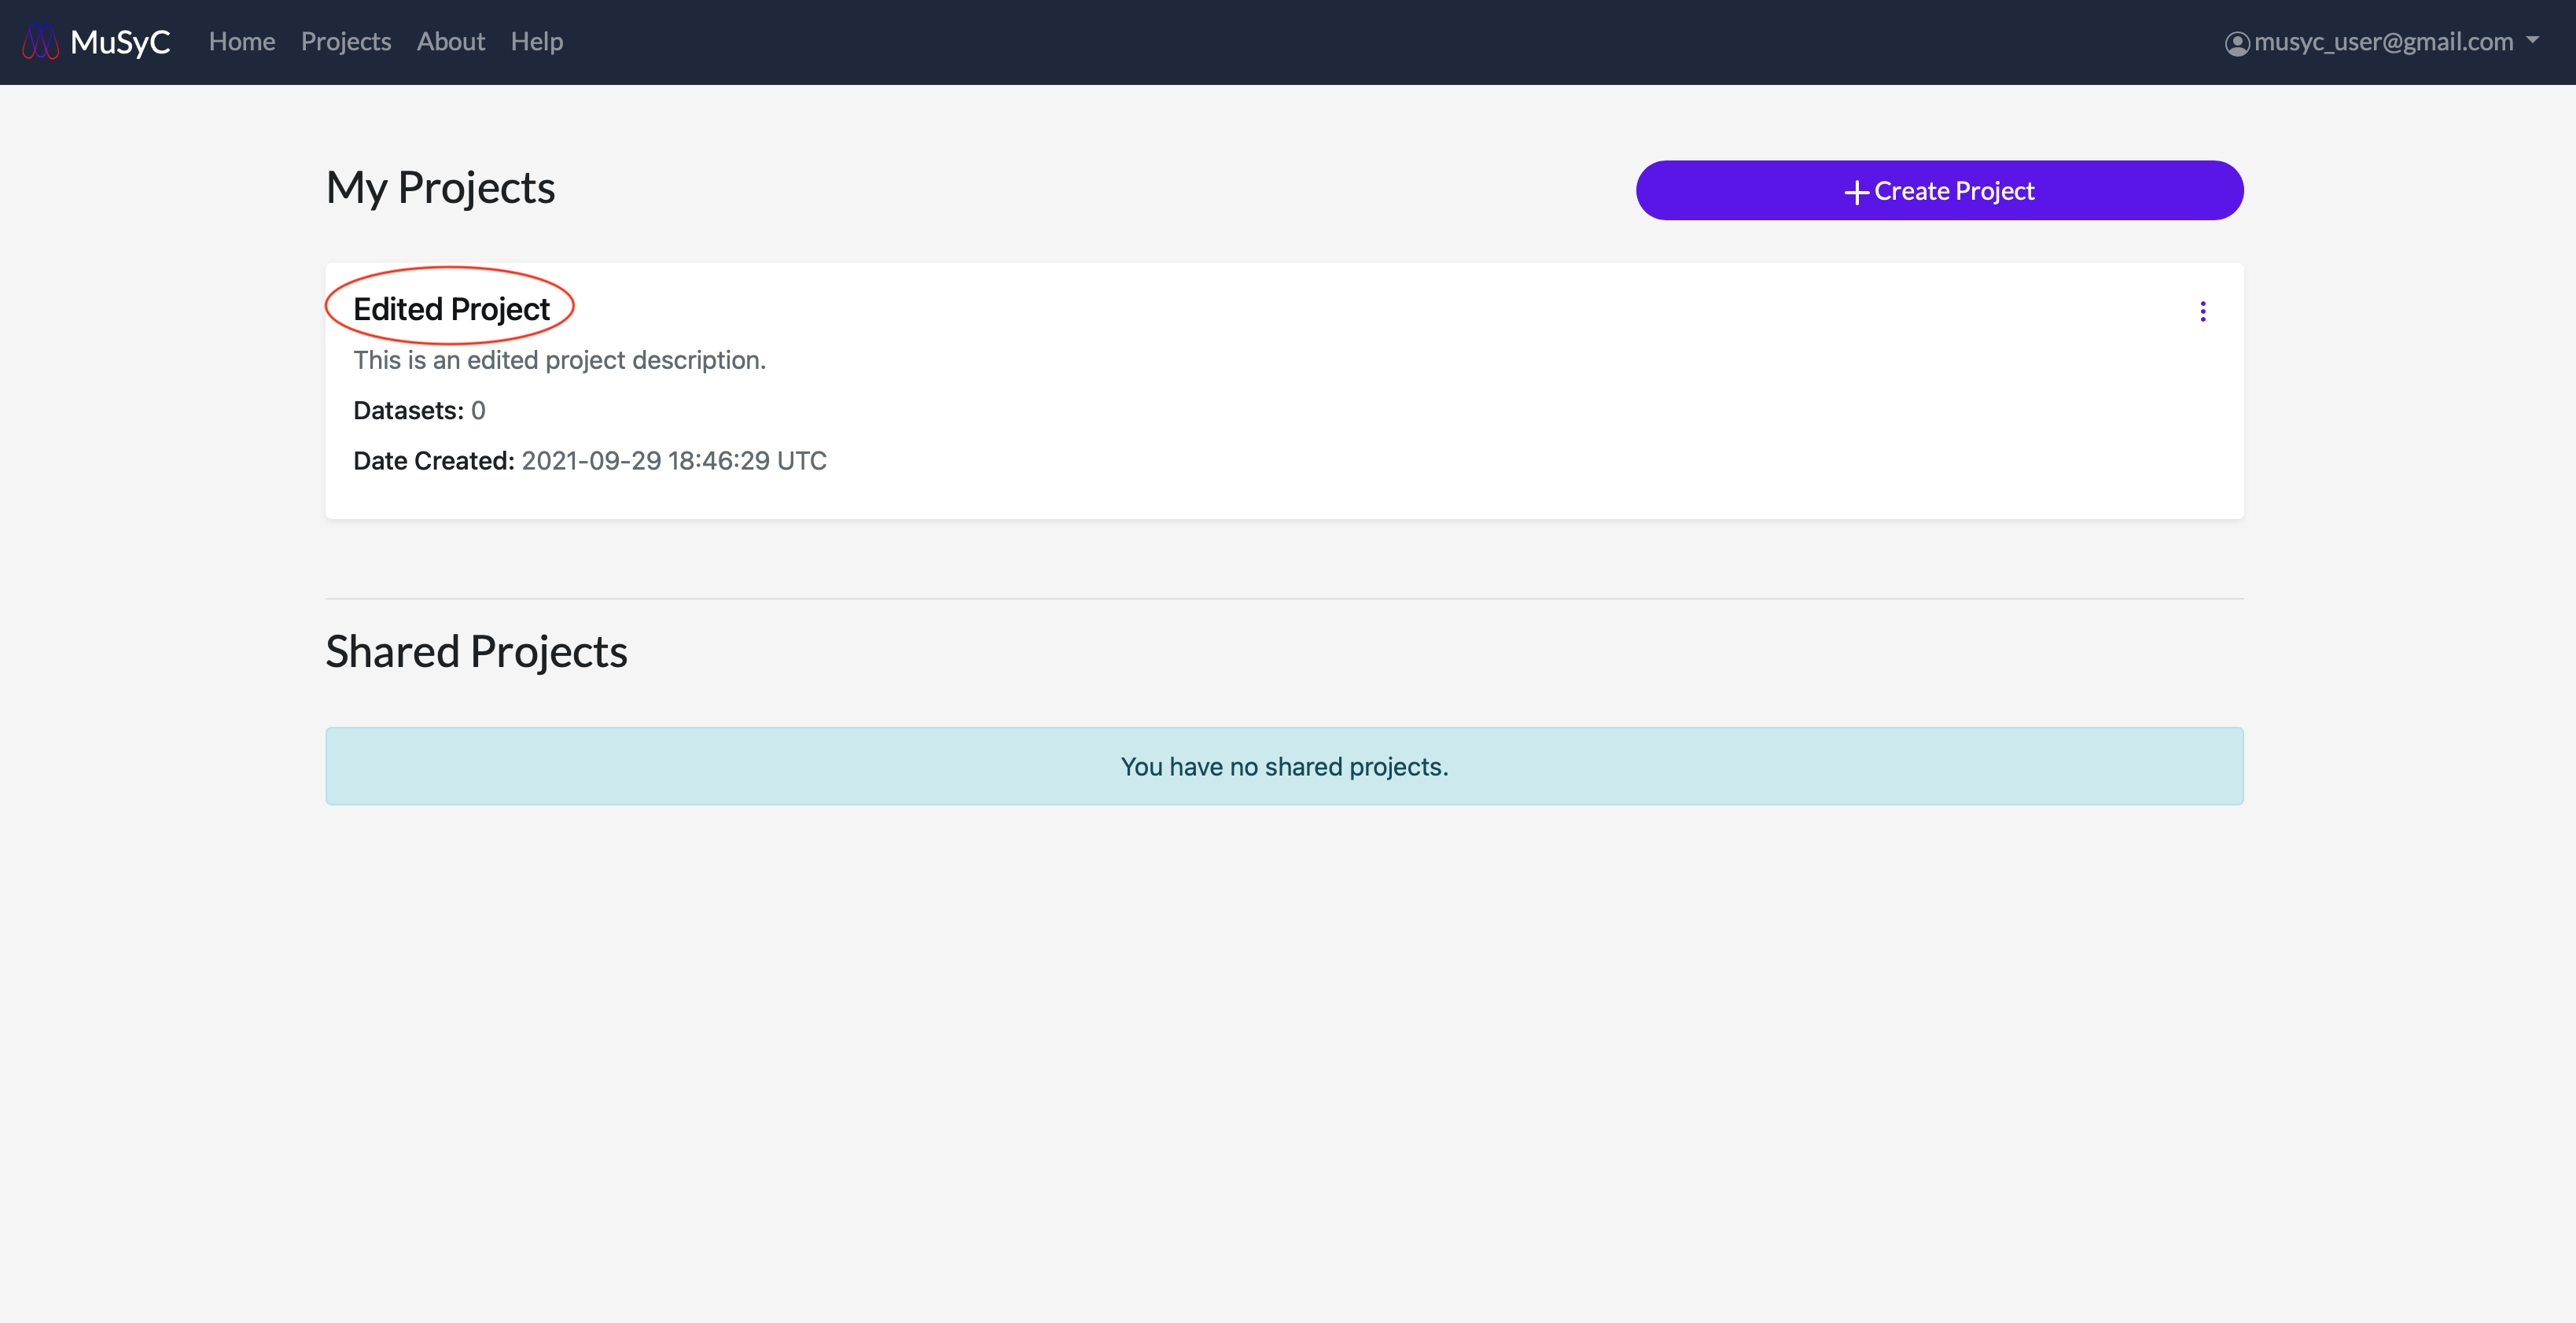 MuSyC Home Projects About Help musyc_user@gmail.com
My Projects
Create Project
Edited Project
This is an edited project description.
Datasets: 0
Date Created: 2021-09-29 18:46:29 UTC
Shared Projects
You have no shared projects.